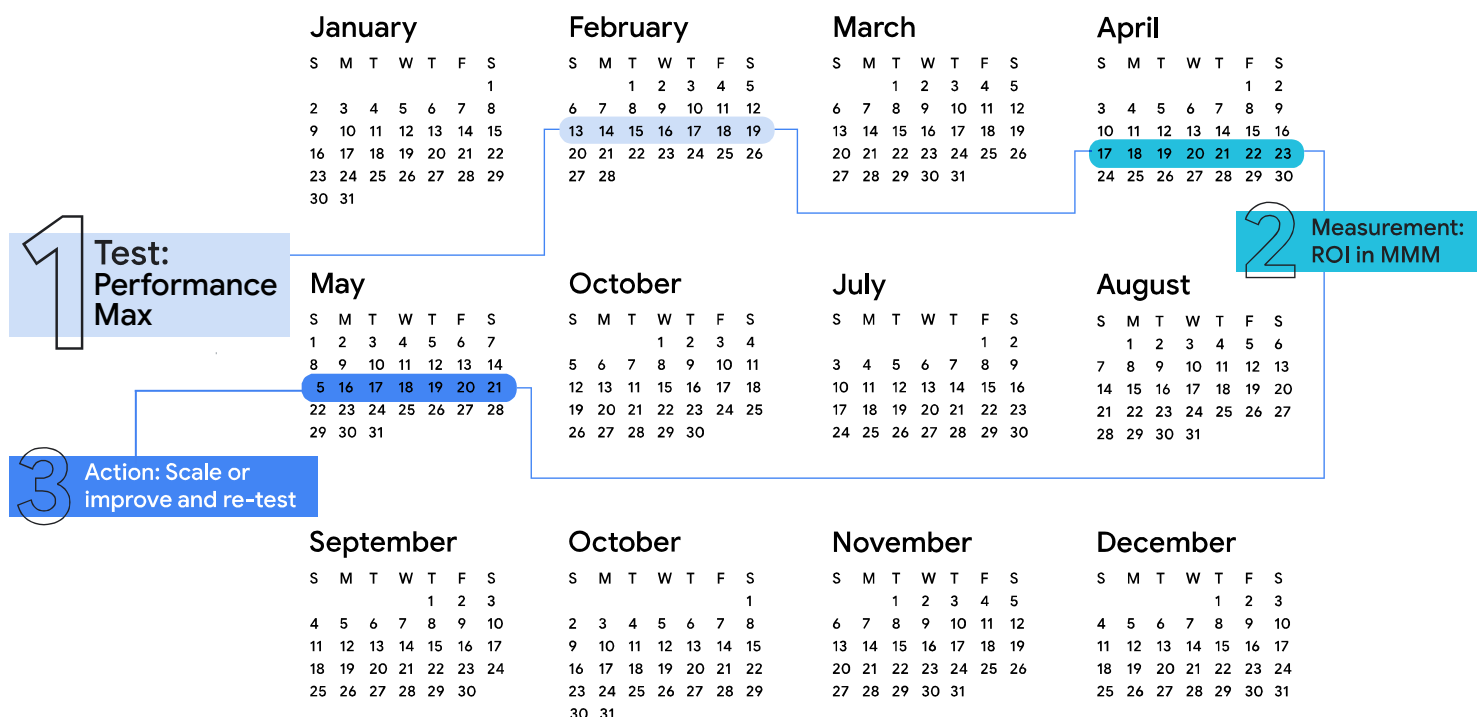 January
S M T W T F S
1
2 3 4 5 6 7 8
9 10 11 12 13 14 15
16 17 18 19 20 21 22
23 24 25 26 27 28 29
30 31
February
S M T W T F S
1 2 3 4 5
6 7 8 9 10 11 12
13 14 15 16 17 18 19
20 21 22 23 24 25 26
27 28
March
S M T W T F S
1 2 3 4 5
6 7 8 9 10 11 12
13 14 15 16 17 18 19
20 21 22 23 24 25 26
27 28 29 30 31
April
S M T W T F S
1 2
3 4 5 6 7 8 9
10 11 12 13 14 15 16
17 18 19 20 21 22 23
24 25 26 27 28 29 30
1
Test:
Performance
Max
2
Measurement:
ROI in MMM
May
S M T W T F S
1 2 3 4 5 6 7
8 9 10 11 12 13 14
5 16 17 18 19 20 21
22 23 24 25 26 27 28
29 30 31
October
S M T W T F S
1 2 3 4
5 6 7 8 9 10 11
12 13 11 15 16 17 18
19 20 21 22 23 24 25
26 27 28 29 30
July
S M T W T F S
1 2
3 4 5 6 7 8 9
10 11 12 13 14 15 16
17 18 19 20 21 22 23
24 25 26 27 28 29 30
August
S M T W T F S
1 2 3 4 5 6
7 8 9 10 11 12 13
14 15 16 17 18 19 20
21 22 23 24 25 26 27
28 29 30 31
3
Action: Scale or
improve and re-test
September
S M T W T F S
1 2 3
4 5 6 7 8 9 10
11 12 13 14 15 16 17
18 19 20 21 22 23 24
25 26 27 28 29 30
October
S M T W T F S
1
2 3 4 5 6 7 8
9 10 11 12 13 14 15
16 17 18 19 20 21 22
23 24 25 26 27 28 29
30 31
November
S M T W T F S
1 2 3 4 5
6 7 8 9 10 11 12
13 14 15 16 17 18 19
20 21 22 23 24 25 26
27 28 29 30 31
December
S M T W T F S
1 2 3
4 5 6 7 8 9 10
11 12 13 14 15 16 17
18 19 20 21 22 23 24
25 26 27 28 29 30 31